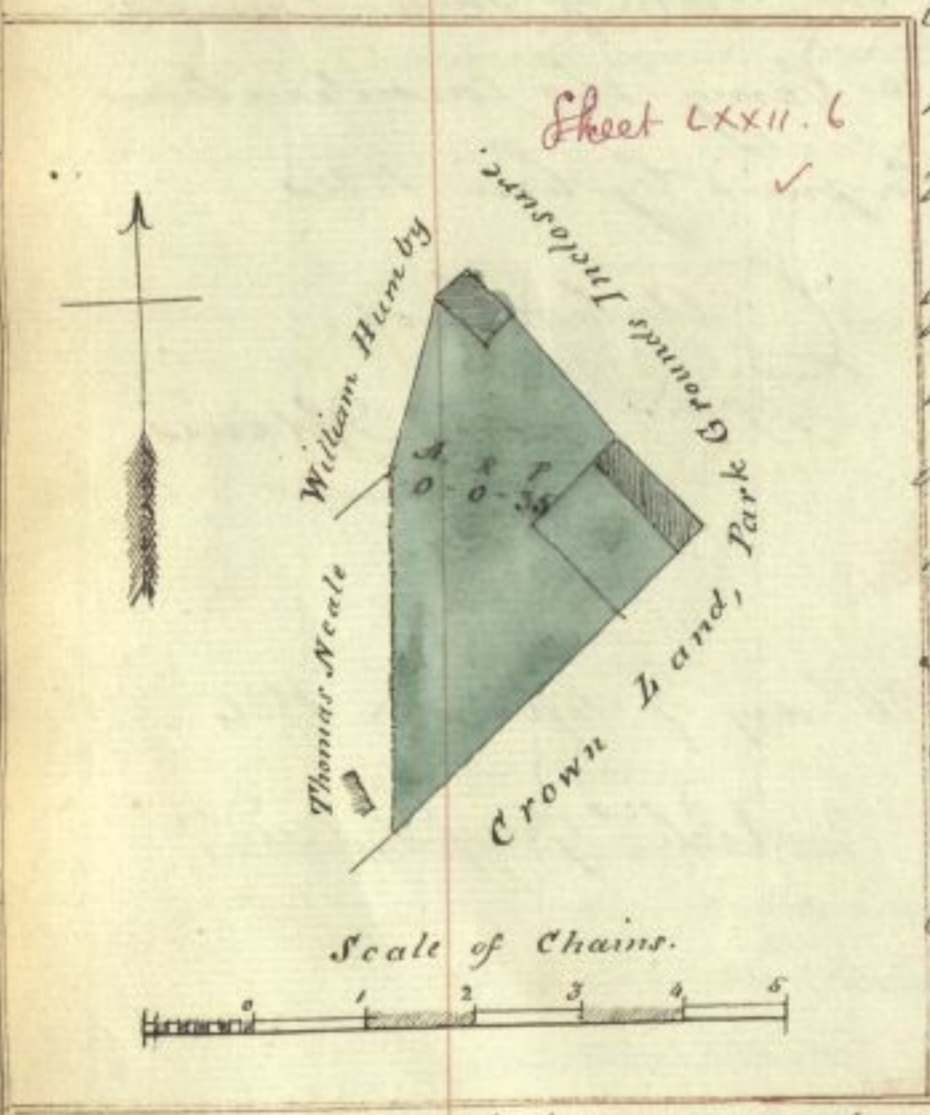 Sheet LXXII. 6
William Humby
Crown Land, Park Grounds Inclosure.
A. R P
0 - 0 - 35
Thomas Neale
Scale of Chains.
0 1 2 3 4 5